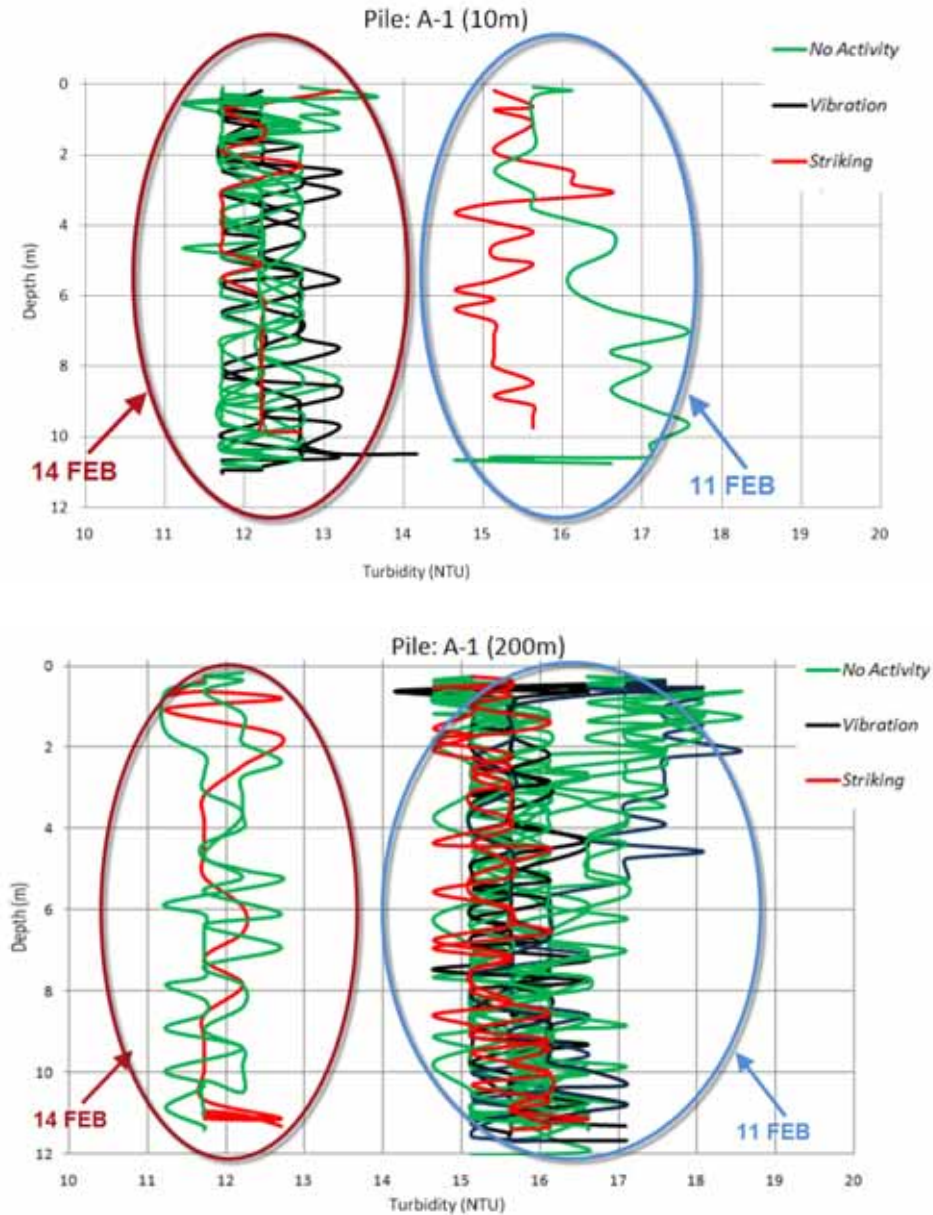 Pile: A-1 (10m)
No Activity
Vibration
Striking
0
2
4
6
8
10
12
Depth (m)
14 FEB
11 FEB
10 11 12 13 14 15 16 17 18 19 20
Turbidity (NTU)
Pile: A-1 (200m)
No Activity
Vibration
Striking
0
2
4
6
8
10
12
Depth (m)
14 FEB
11 FEB
10 11 12 13 14 15 16 17 18 19 20
Turbidity (NTU)